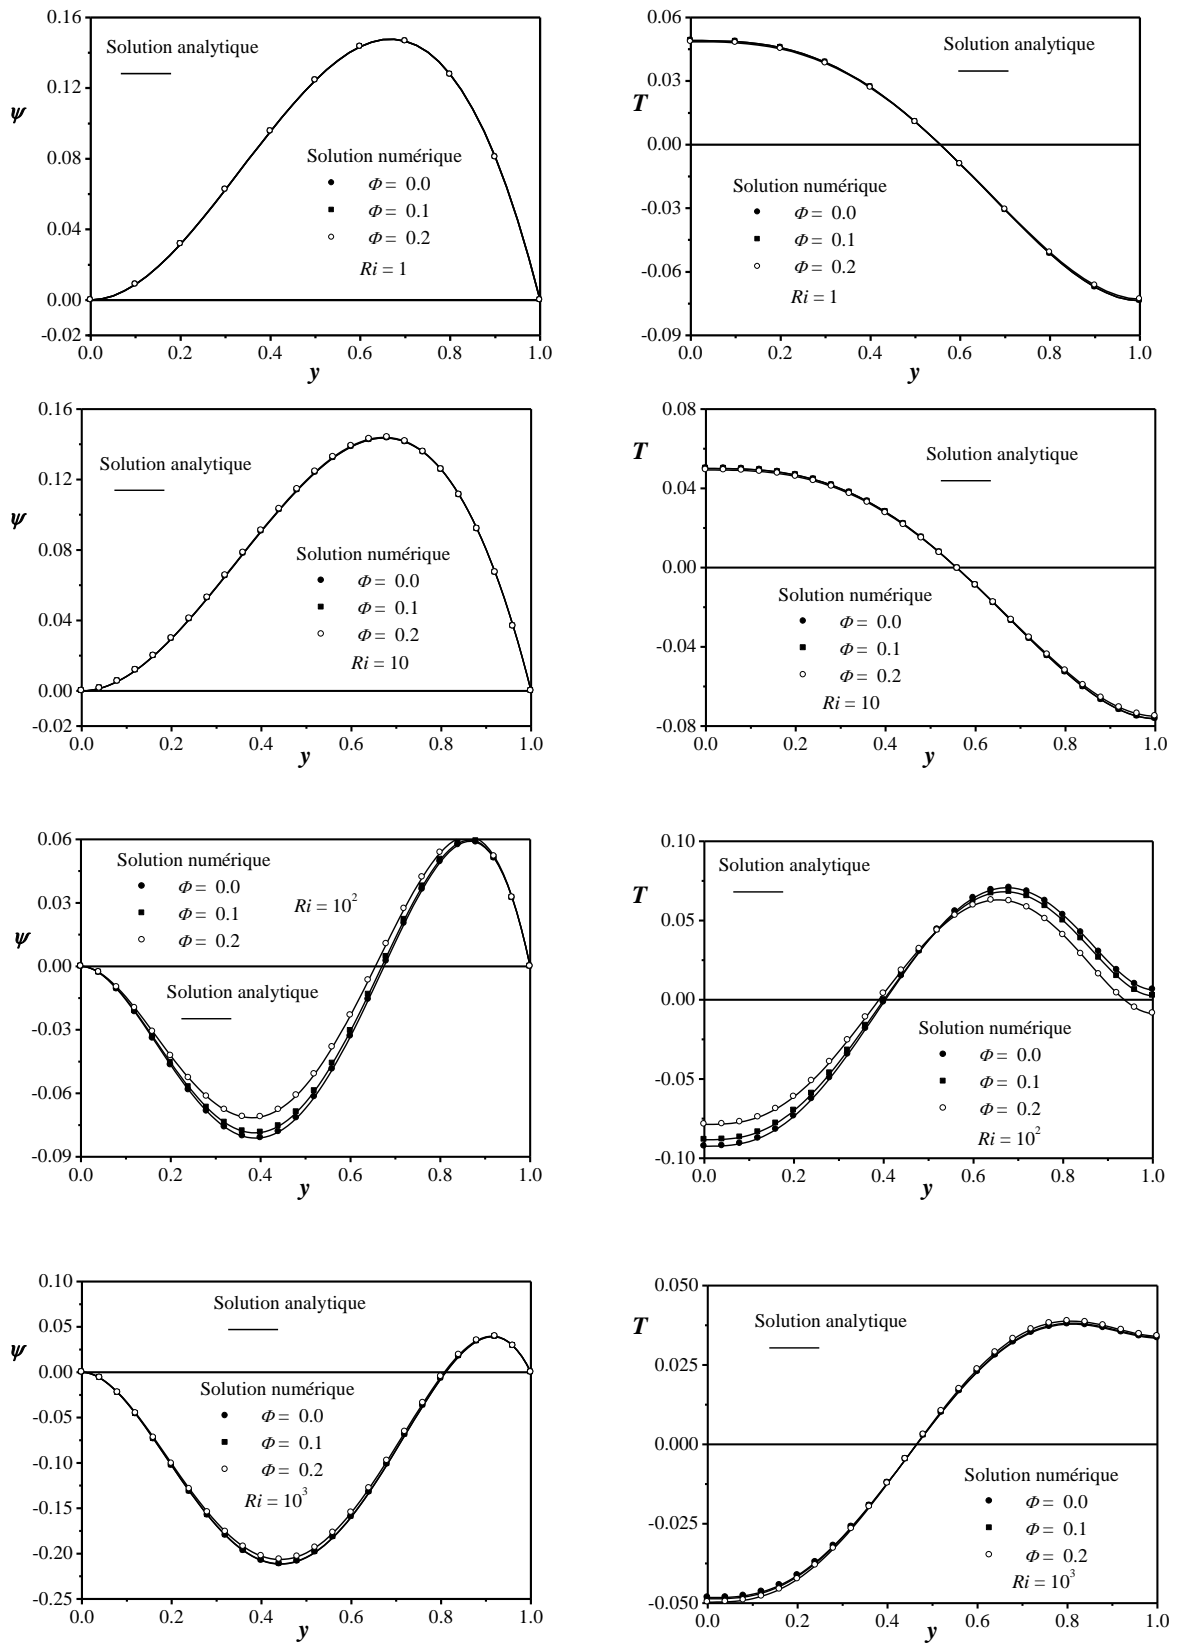 0.16
0.12
0.08
0.04
0.00
-0.02
ψ
Solution analytique
Solution numérique
Φ = 0.0
Φ = 0.1
Φ = 0.2
Ri = 1
0.0 0.2 0.4 0.6 0.8 1.0
y
0.06
0.03
0.00
-0.03
-0.06
-0.09
T
Solution analytique
Solution numérique
Φ = 0.0
Φ = 0.1
Φ = 0.2
Ri = 1
0.0 0.2 0.4 0.6 0.8 1.0
y
0.16
0.12
0.08
0.04
0.00
-0.02
ψ
Solution analytique
Solution numérique
Φ = 0.0
Φ = 0.1
Φ = 0.2
Ri = 10
0.0 0.2 0.4 0.6 0.8 1.0
y
0.08
0.04
0.00
-0.04
-0.08
T
Solution analytique
Solution numérique
Φ = 0.0
Φ = 0.1
Φ = 0.2
Ri = 10
0.0 0.2 0.4 0.6 0.8 1.0
y
0.06
0.03
0.00
-0.03
-0.06
-0.09
ψ
Solution numérique
Φ = 0.0
Φ = 0.1
Φ = 0.2
Ri = 10²
Solution analytique
0.0 0.2 0.4 0.6 0.8 1.0
y
0.10
0.05
0.00
-0.05
-0.10
T
Solution analytique
Solution numérique
Φ = 0.0
Φ = 0.1
Φ = 0.2
Ri = 10²
0.0 0.2 0.4 0.6 0.8 1.0
y
0.10
0.05
0.00
-0.05
-0.10
-0.15
-0.20
-0.25
ψ
Solution analytique
Solution numérique
Φ = 0.0
Φ = 0.1
Φ = 0.2
Ri = 10³
0.0 0.2 0.4 0.6 0.8 1.0
y
0.050
0.025
0.000
-0.025
-0.050
T
Solution analytique
Solution numérique
Φ = 0.0
Φ = 0.1
Φ = 0.2
Ri = 10³
0.0 0.2 0.4 0.6 0.8 1.0
y